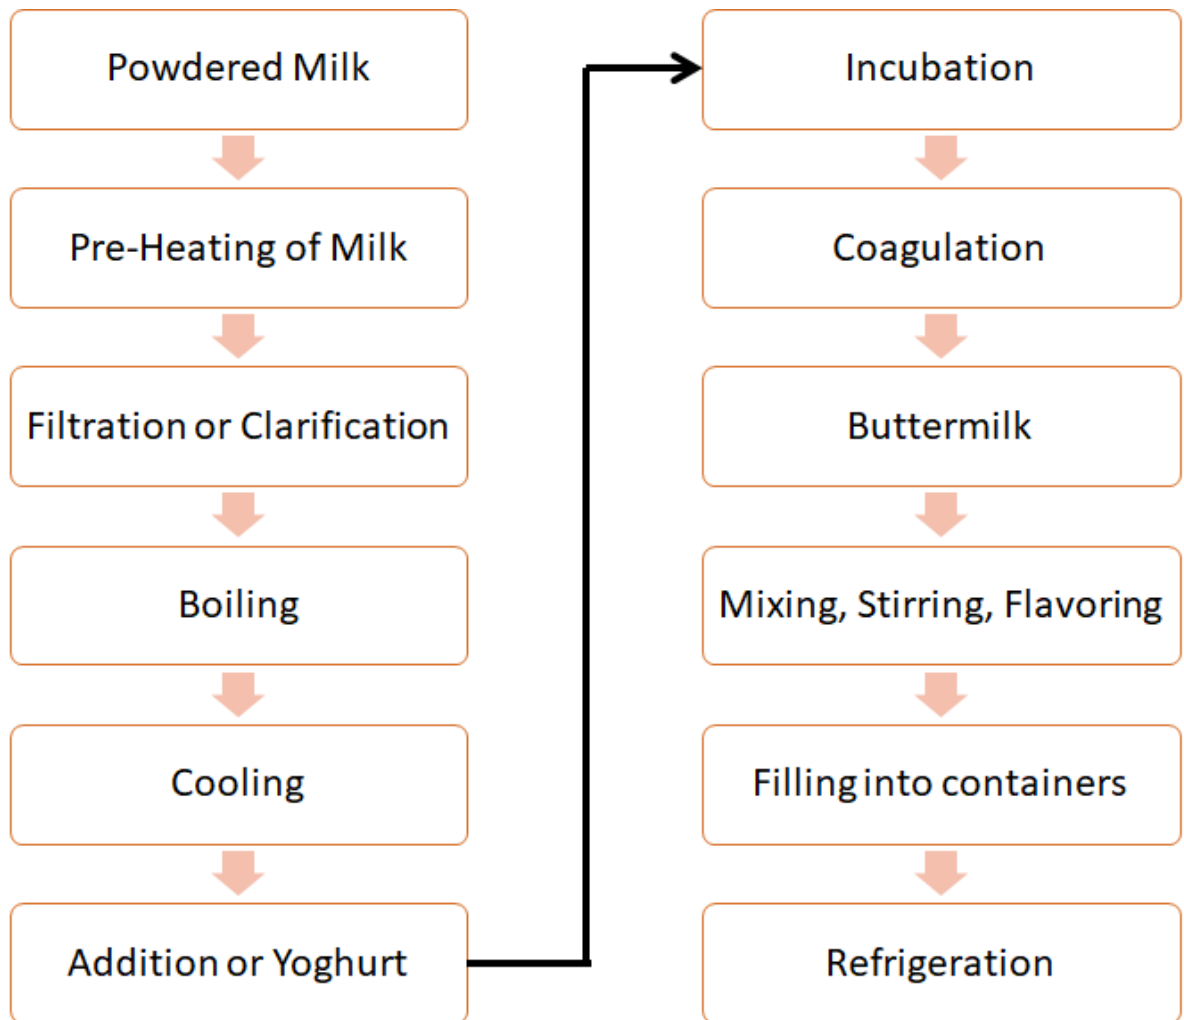 Powdered Milk
Pre-Heating of Milk
Filtration or Clarification
Boiling
Cooling
Addition or Yoghurt
Incubation
Coagulation
Buttermilk
Mixing, Stirring, Flavoring
Filling into containers
Refrigeration